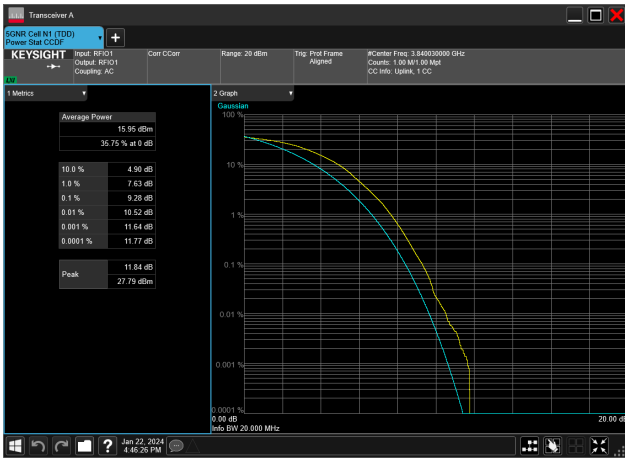 Transceiver A
5GNR Cell N1 (TDD)
Power Stat CCDF
KEYSIGHT
Input: RFIO1
Output: RFIO1
Coupling: AC
Corr CCorr
Range: 20 dBm
Trig: Prot Frame
Aligned
#Center Freq: 3.840030000 GHz
Counts: 1.00 M/1.00 Mpt
CC Info: Uplink, 1 CC
LXI
1 Metrics
Average Power
15.95 dBm
35.75 % at 0 dB
10.0 % 4.90 dB
1.0 % 7.63 dB
0.1 % 9.28 dB
0.01 % 10.52 dB
0.001 % 11.64 dB
0.0001 % 11.77 dB
Peak
11.84 dB
27.79 dBm
2 Graph
Gaussian
100 %
10 %
1 %
0.1 %
0.01 %
0.001 %
0.0001 %
0.00 dB
20.00 dB
Info BW 20.000 MHz
Jan 22, 2024
4:46:26 PM